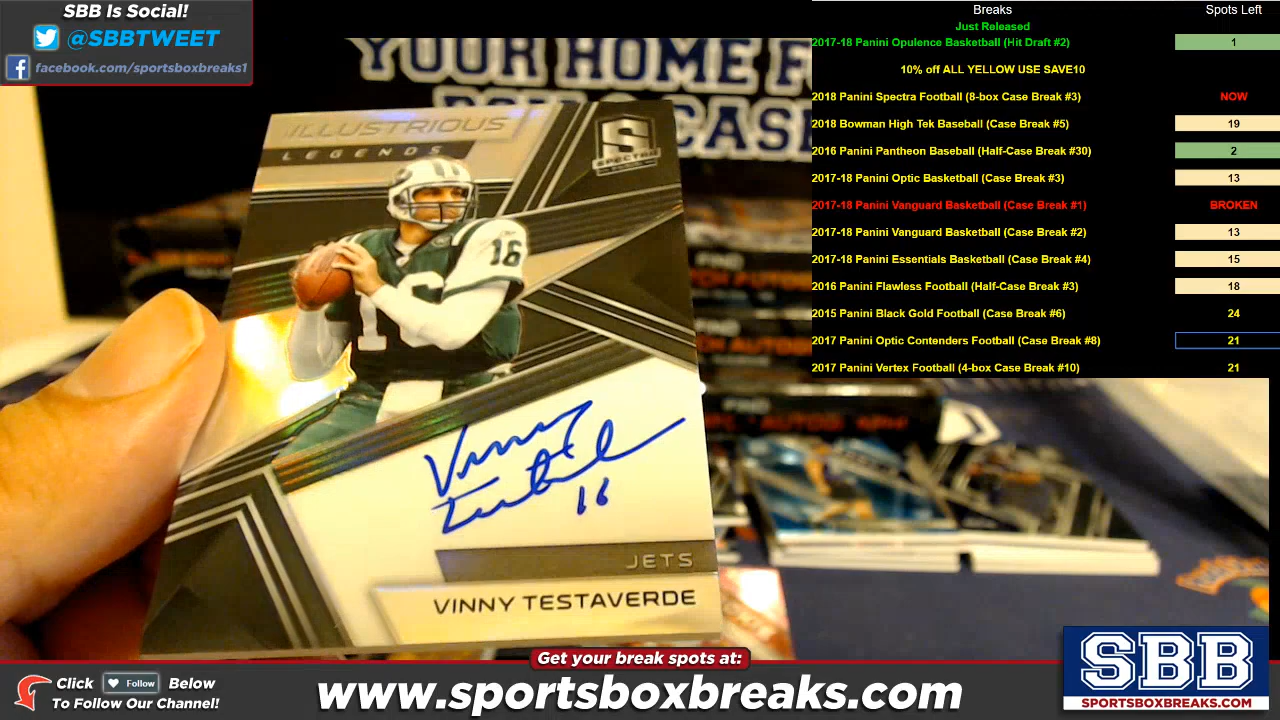 SBB Is Social!
@SBBTWEET
facebook.com/sportsboxbreaks1
YOUR HOME F
CAS
ILLUSTRIOUS
LEGENDS
S
SPECTRA
16
Vinny
Testaverde
16
JETS
VINNY TESTAVERDE
Breaks Spots Left
Just Released
2017-18 Panini Opulence Basketball (Hit Draft #2) 1
10% off ALL YELLOW USE SAVE10
2018 Panini Spectra Football (8-box Case Break #3) NOW
2018 Bowman High Tek Baseball (Case Break #5) 19
2016 Panini Pantheon Baseball (Half-Case Break #30) 2
2017-18 Panini Optic Basketball (Case Break #3) 13
2017-18 Panini Vanguard Basketball (Case Break #1) BROKEN
2017-18 Panini Vanguard Basketball (Case Break #2) 13
2017-18 Panini Essentials Basketball (Case Break #4) 15
2016 Panini Flawless Football (Half-Case Break #3) 18
2015 Panini Black Gold Football (Case Break #6) 24
2017 Panini Optic Contenders Football (Case Break #8) 21
2017 Panini Vertex Football (4-box Case Break #10) 21
Get your break spots at:
Click Follow Below
To Follow Our Channel!
www.sportsboxbreaks.com
SBB
SPORTSBOXBREAKS.COM